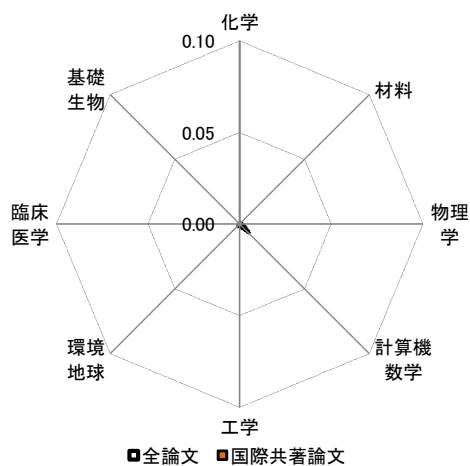 化学
0.10
基礎
生物
材料
0.05
臨床
医学
0.00
物理
学
環境
地球
計算機
数学
工学
全論文 国際共著論文